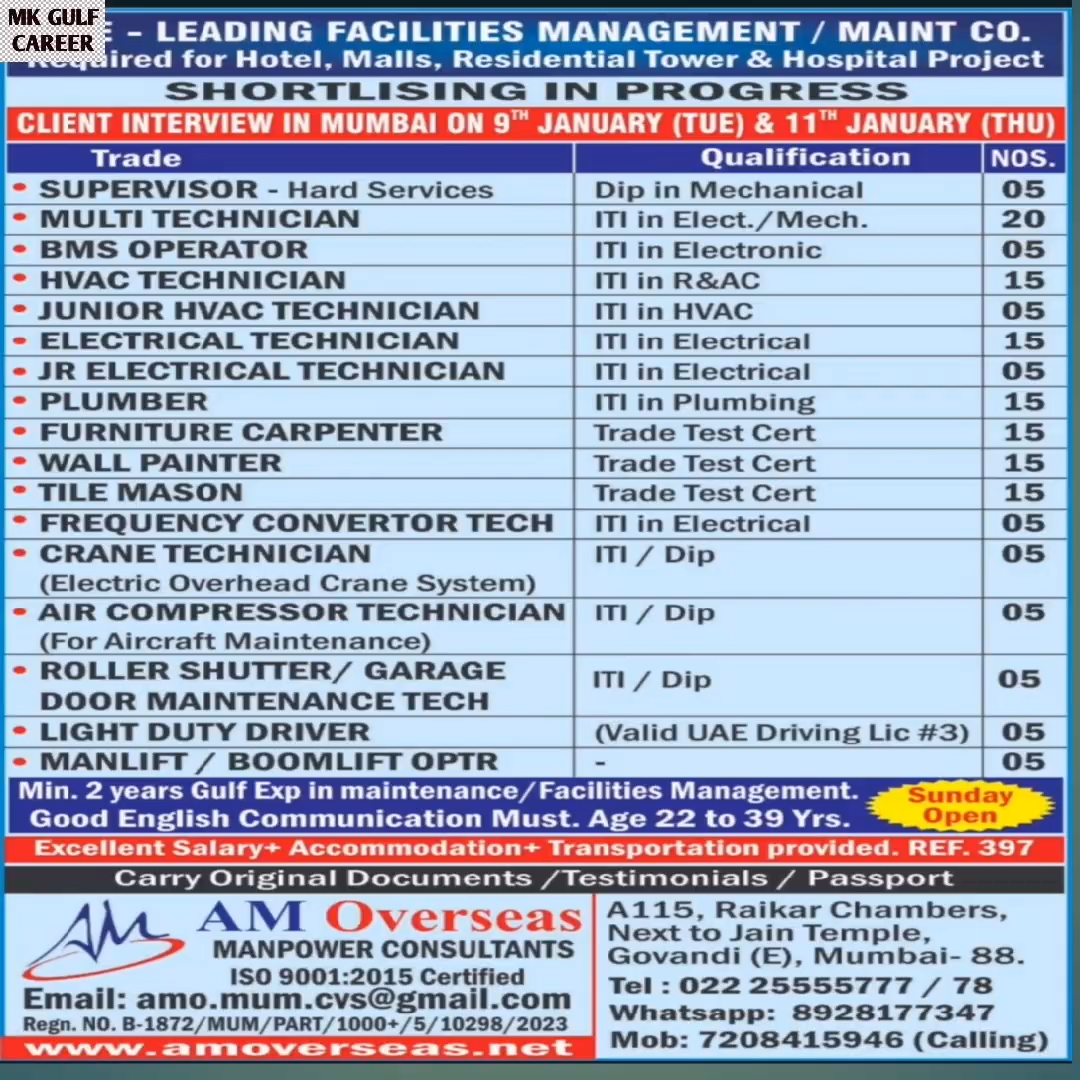 MK GULF
CAREER
E - LEADING FACILITIES MANAGEMENT / MAINT CO.
Required for Hotel, Malls, Residential Tower & Hospital Project
SHORTLISING IN PROGRESS
CLIENT INTERVIEW IN MUMBAI ON 9TH JANUARY (TUE) & 11TH JANUARY (THU)
Trade Qualification NOS.
• SUPERVISOR - Hard Services Dip in Mechanical 05
• MULTI TECHNICIAN ITI in Elect./Mech. 20
• BMS OPERATOR ITI in Electronic 05
• HVAC TECHNICIAN ITI in R&AC 15
• JUNIOR HVAC TECHNICIAN ITI in HVAC 05
• ELECTRICAL TECHNICIAN ITI in Electrical 15
• JR ELECTRICAL TECHNICIAN ITI in Electrical 05
• PLUMBER ITI in Plumbing 15
• FURNITURE CARPENTER Trade Test Cert 15
• WALL PAINTER Trade Test Cert 15
• TILE MASON Trade Test Cert 15
• FREQUENCY CONVERTOR TECH ITI in Electrical 05
• CRANE TECHNICIAN ITI / Dip 05
(Electric Overhead Crane System)
• AIR COMPRESSOR TECHNICIAN ITI / Dip 05
(For Aircraft Maintenance)
• ROLLER SHUTTER/ GARAGE
DOOR MAINTENANCE TECH ITI / Dip 05
• LIGHT DUTY DRIVER (Valid UAE Driving Lic #3) 05
• MANLIFT / BOOMLIFT OPTR - 05
Min. 2 years Gulf Exp in maintenance/Facilities Management.
Good English Communication Must. Age 22 to 39 Yrs.
Sunday
Open
Excellent Salary+ Accommodation+ Transportation provided. REF. 397
Carry Original Documents /Testimonials / Passport
AM
AM Overseas
MANPOWER CONSULTANTS
ISO 9001:2015 Certified
Email: amo.mum.cvs@gmail.com
Regn. NO. B-1872/MUM/PART/1000+/5/10298/2023
www.amoverseas.net
A115, Raikar Chambers,
Next to Jain Temple,
Govandi (E), Mumbai- 88.
Tel : 022 25555777 / 78
Whatsapp: 8928177347
Mob: 7208415946 (Calling)